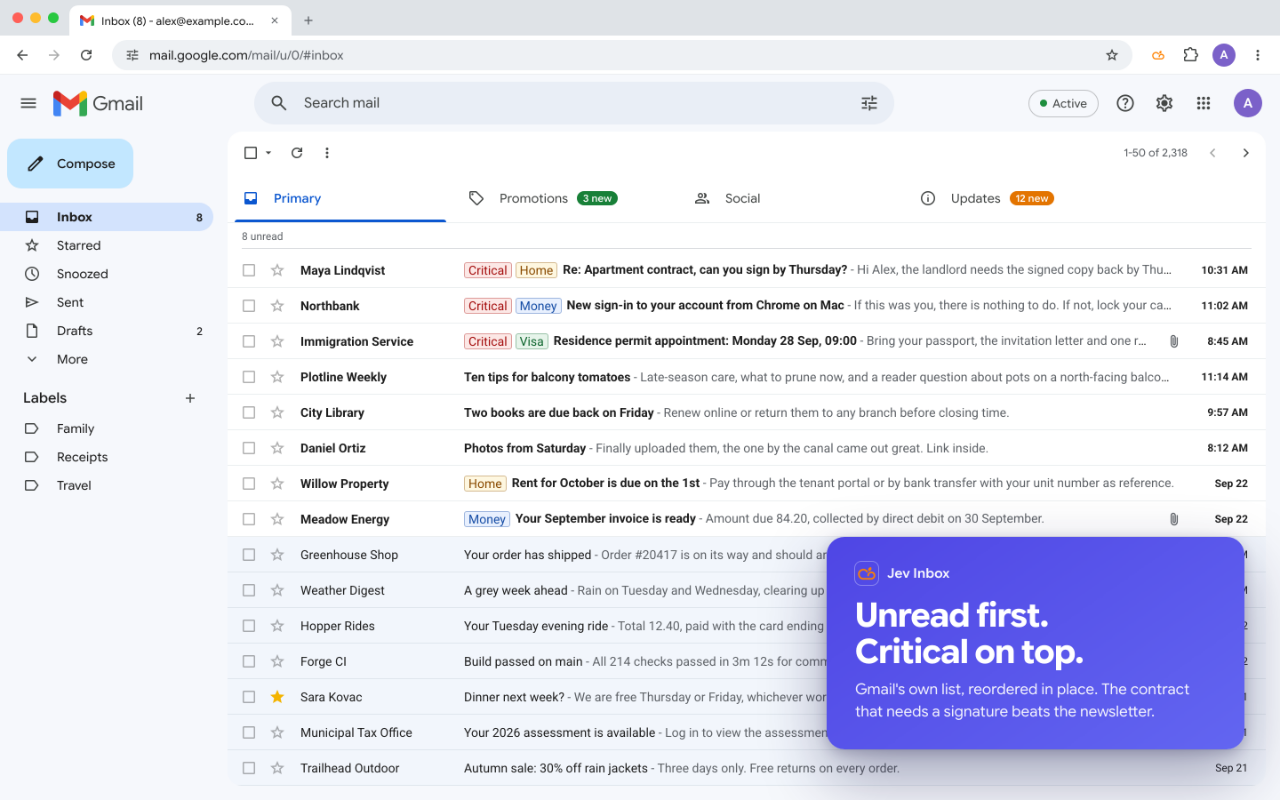 Inbox (8) - alex@example.co...
mail.google.com/mail/u/0/#inbox
A
Gmail
Search mail
Active
A
Compose
1-50 of 2,318
Primary
Promotions 3 new
Social
Updates 12 new
Inbox 8
Starred
Snoozed
Sent
Drafts 2
More
Labels
Family
Receipts
Travel
8 unread
Maya Lindqvist Critical Home Re: Apartment contract, can you sign by Thursday? - Hi Alex, the landlord needs the signed copy back by Thu... 10:31 AM
Northbank Critical Money New sign-in to your account from Chrome on Mac - If this was you, there is nothing to do. If not, lock your ca... 11:02 AM
Immigration Service Critical Visa Residence permit appointment: Monday 28 Sep, 09:00 - Bring your passport, the invitation letter and one r... 8:45 AM
Plotline Weekly Ten tips for balcony tomatoes - Late-season care, what to prune now, and a reader question about pots on a north-facing balco... 11:14 AM
City Library Two books are due back on Friday - Renew online or return them to any branch before closing time. 9:57 AM
Daniel Ortiz Photos from Saturday - Finally uploaded them, the one by the canal came out great. Link inside. 8:12 AM
Willow Property Home Rent for October is due on the 1st - Pay through the tenant portal or by bank transfer with your unit number as reference. Sep 22
Meadow Energy Money Your September invoice is ready - Amount due 84.20, collected by direct debit on 30 September. Sep 22
Greenhouse Shop Your order has shipped - Order #20417 is on its way and should
Weather Digest A grey week ahead - Rain on Tuesday and Wednesday, clearing up
Hopper Rides Your Tuesday evening ride - Total 12.40, paid with the card ending
Forge CI Build passed on main - All 214 checks passed in 3m 12s for
Sara Kovac Dinner next week? - We are free Thursday or Friday, whichever
Municipal Tax Office Your 2026 assessment is available - Log in to view the
Trailhead Outdoor Autumn sale: 30% off rain jackets - Three days only. Free returns on every order. Sep 21
Jev Inbox
Unread first.
Critical on top.
Gmail's own list, reordered in place. The contract
that needs a signature beats the newsletter.